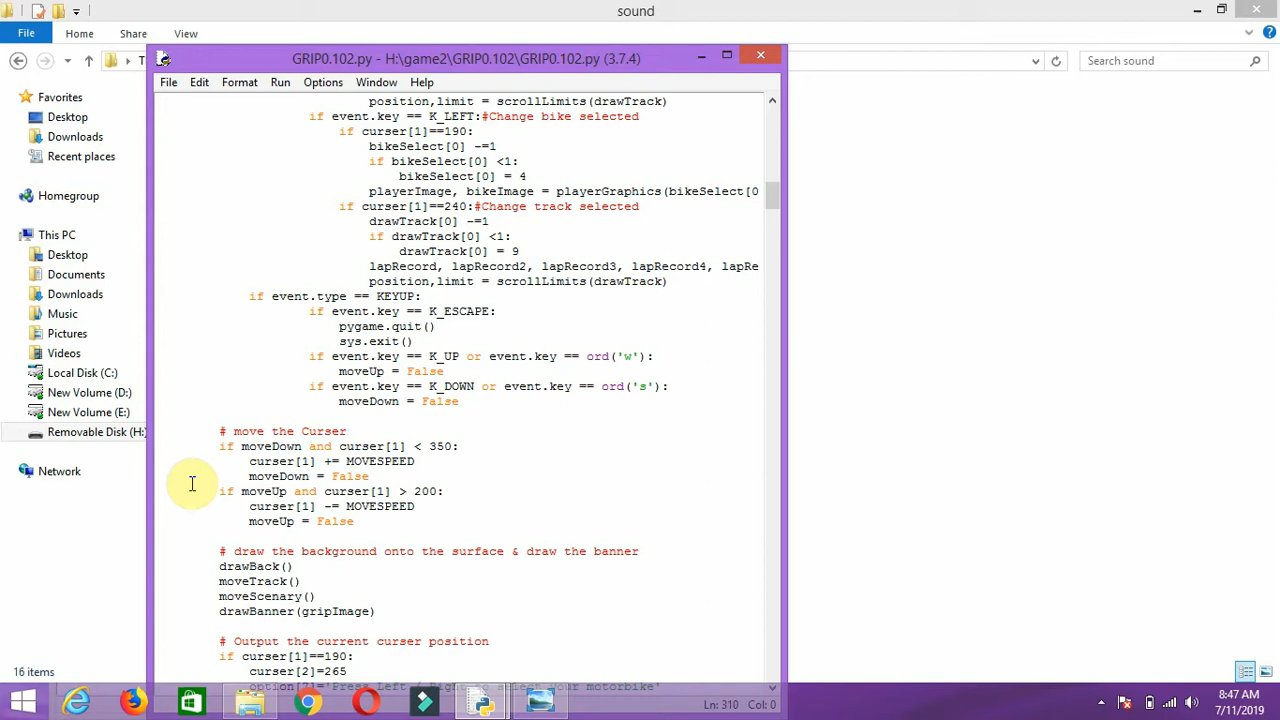 sound
File Home Share View
GRIP0.102.py - H:\game2\GRIP0.102\GRIP0.102.py (3.7.4)
Search sound
File Edit Format Run Options Window Help
Favorites
Desktop
Downloads
Recent places
Homegroup
This PC
Desktop
Documents
Downloads
Music
Pictures
Videos
Local Disk (C:)
New Volume (D:)
New Volume (E:)
Removable Disk (H:)
Network
16 items
position,limit = scrollLimits(drawTrack)
if event.key == K_LEFT:#Change bike selected
if curser[1]==190:
bikeSelect[0] -=1
if bikeSelect[0] <1:
bikeSelect[0] = 4
playerImage, bikeImage = playerGraphics(bikeSelect[0
if curser[1]==240:#Change track selected
drawTrack[0] -=1
if drawTrack[0] <1:
drawTrack[0] = 9
lapRecord, lapRecord2, lapRecord3, lapRecord4, lapRe
position,limit = scrollLimits(drawTrack)
if event.type == KEYUP:
if event.key == K_ESCAPE:
pygame.quit()
sys.exit()
if event.key == K_UP or event.key == ord('w'):
moveUp = False
if event.key == K_DOWN or event.key == ord('s'):
moveDown = False
# move the Curser
if moveDown and curser[1] < 350:
curser[1] += MOVESPEED
moveDown = False
if moveUp and curser[1] > 200:
curser[1] -= MOVESPEED
moveUp = False
# draw the background onto the surface & draw the banner
drawBack()
moveTrack()
moveScenary()
drawBanner(gripImage)
# Output the current curser position
if curser[1]==190:
curser[2]=265
option[2]='Press Left / Right to select your motorbike'
Ln: 310 Col: 0
8:47 AM
7/11/2019